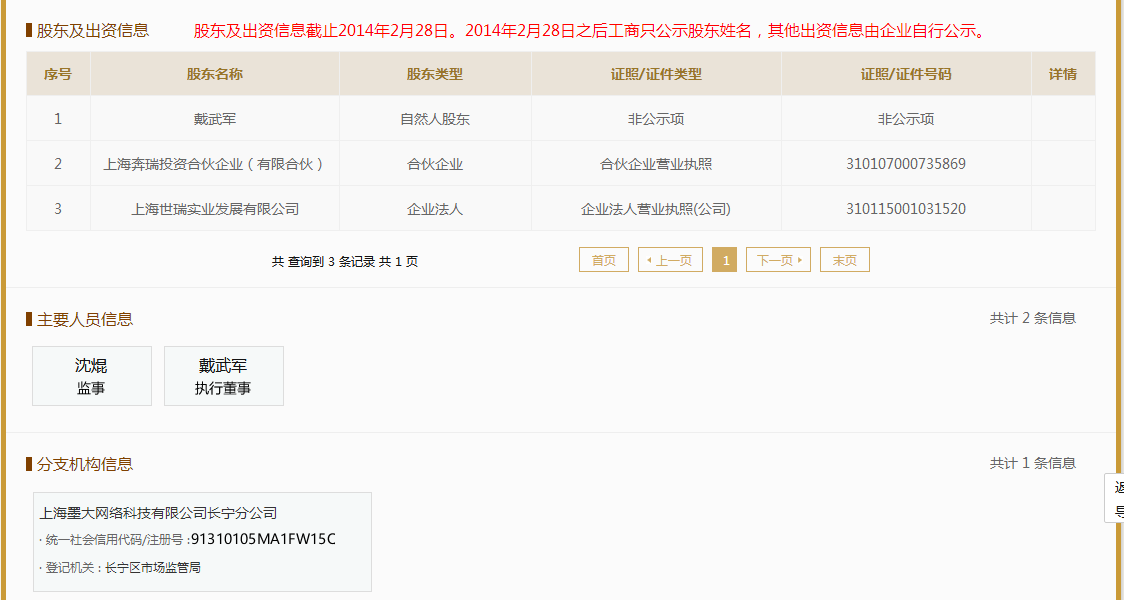 股东及出资信息 股东及出资信息截止2014年2月28日。2014年2月28日之后工商只公示股东姓名，其他出资信息由企业自行公示。
序号 股东名称 股东类型 证照/证件类型 证照/证件号码 详情
1 戴武军 自然人股东 非公示项 非公示项
2 上海奔瑞投资合伙企业（有限合伙） 合伙企业 合伙企业营业执照 310107000735869
3 上海世瑞实业发展有限公司 企业法人 企业法人营业执照(公司) 310115001031520
共 查询到 3 条记录 共 1 页 首页 上一页 1 下一页 末页
主要人员信息 共计 2 条信息
沈焜 戴武军
监事 执行董事
分支机构信息 共计 1 条信息
返
导
上海墨大网络科技有限公司长宁分公司
· 统一社会信用代码/注册号:91310105MA1FW15C
· 登记机关：长宁区市场监管局